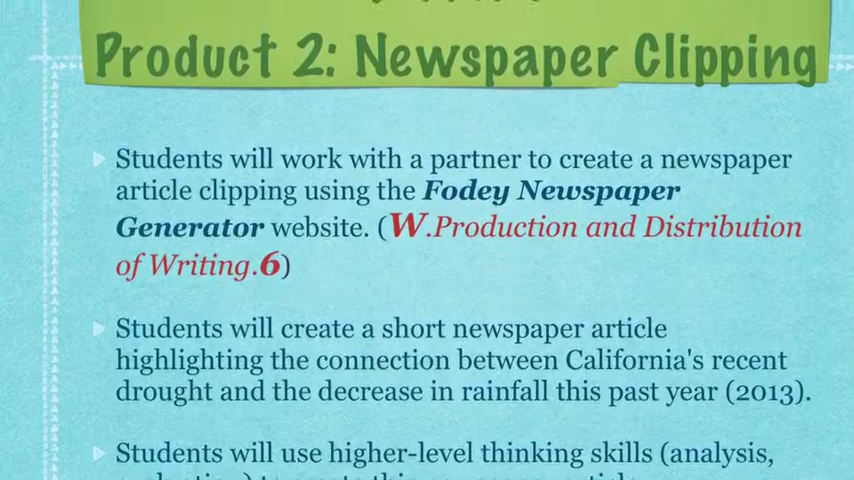 Product 2: Newspaper Clipping
Students will work with a partner to create a newspaper
article clipping using the Fodey Newspaper
Generator website. (W.Production and Distribution
of Writing.6)
Students will create a short newspaper article
highlighting the connection between California's recent
drought and the decrease in rainfall this past year (2013).
Students will use higher-level thinking skills (analysis,